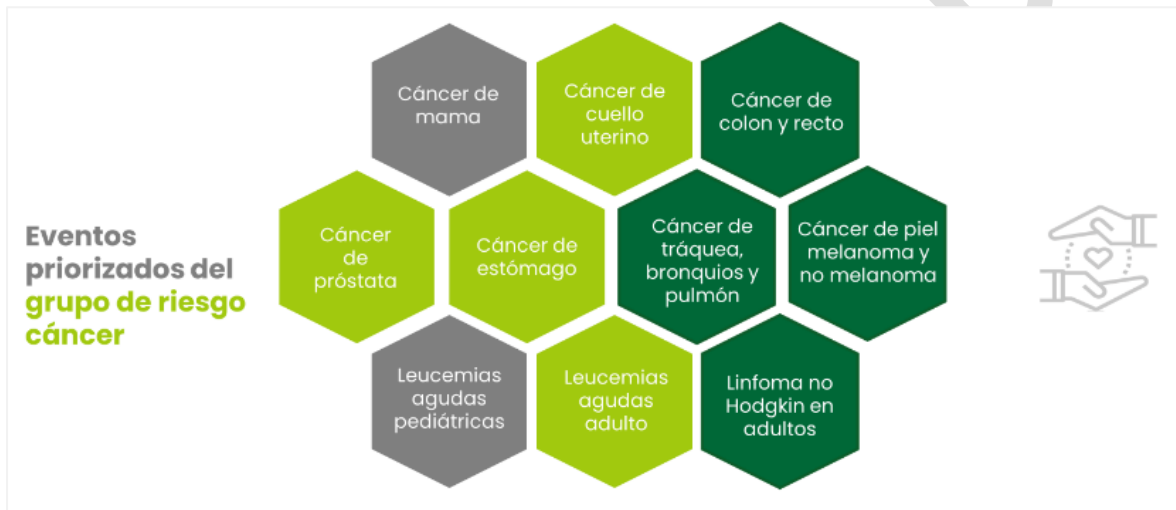 Eventos
priorizados del
grupo de riesgo
cáncer
Cáncer de
mama
Cáncer de
cuello
uterino
Cáncer de
colon y recto
Cáncer
de
próstata
Cáncer de
estómago
Cáncer de
tráquea,
bronquios y
pulmón
Cáncer de piel
melanoma y
no melanoma
Leucemias
agudas
pediátricas
Leucemias
agudas
adulto
Linfoma no
Hodgkin en
adultos